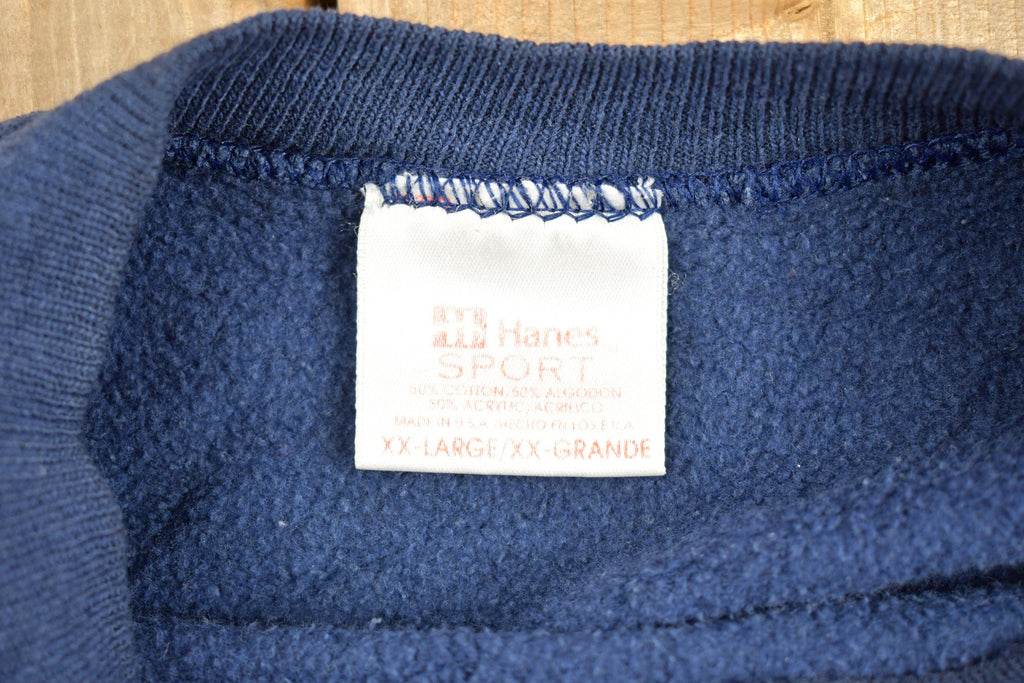 Hanes
SPORT
50% COTTON/50% ALGODON
50% ACRYLIC/ACRILICO
MADE IN U.S.A./HECHO EN LOS E.U.A.
XX-LARGE/XX-GRANDE